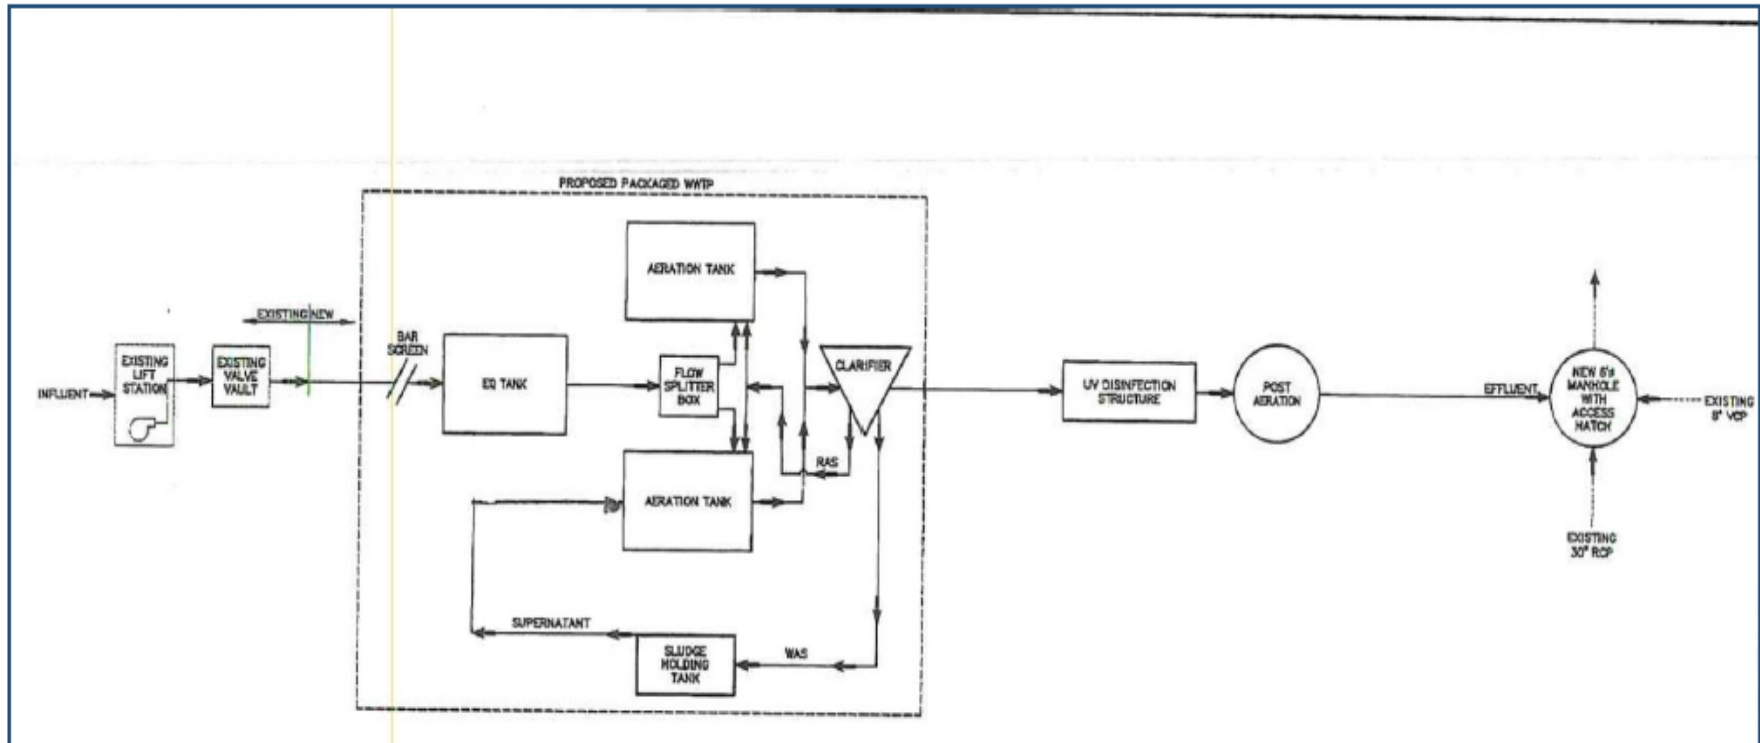 PROPOSED PACKAGED WWTP
AERATION TANK
EXISTING NEW
BAR
SCREEN
INFLUENT
EXISTING
LIFT
STATION
EXISTING
VALVE
VAULT
EQ TANK
FLOW
SPLITTER
BOX
CLARIFIER
UV DISINFECTION
STRUCTURE
POST
AERATION
EFFLUENT
NEW 6'ø
MANHOLE
WITH
ACCESS
HATCH
EXISTING
8" VCP
RAS
AERATION TANK
EXISTING
30" RCP
SUPERNATANT
SLUDGE
HOLDING
TANK
WAS